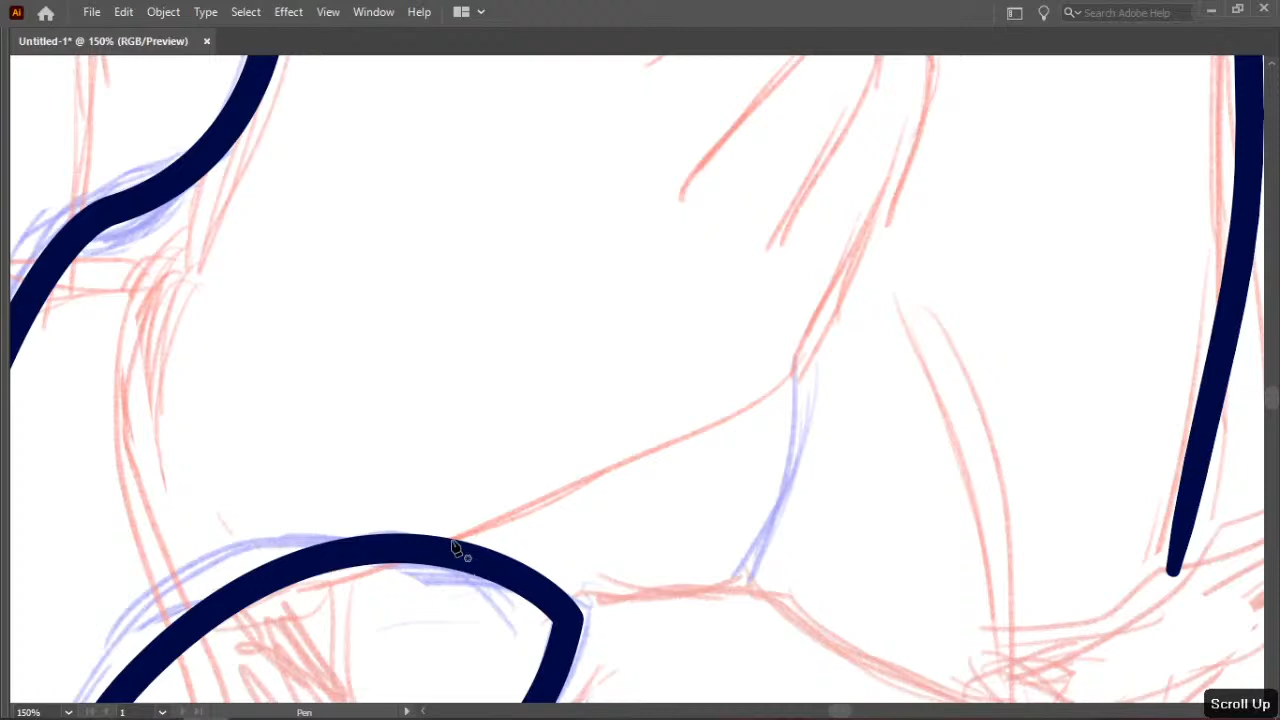 Ai File Edit Object Type Select Effect View Window Help Search Adobe Help
Untitled-1* @ 150% (RGB/Preview) ×
150% 1 Pen
Scroll Up